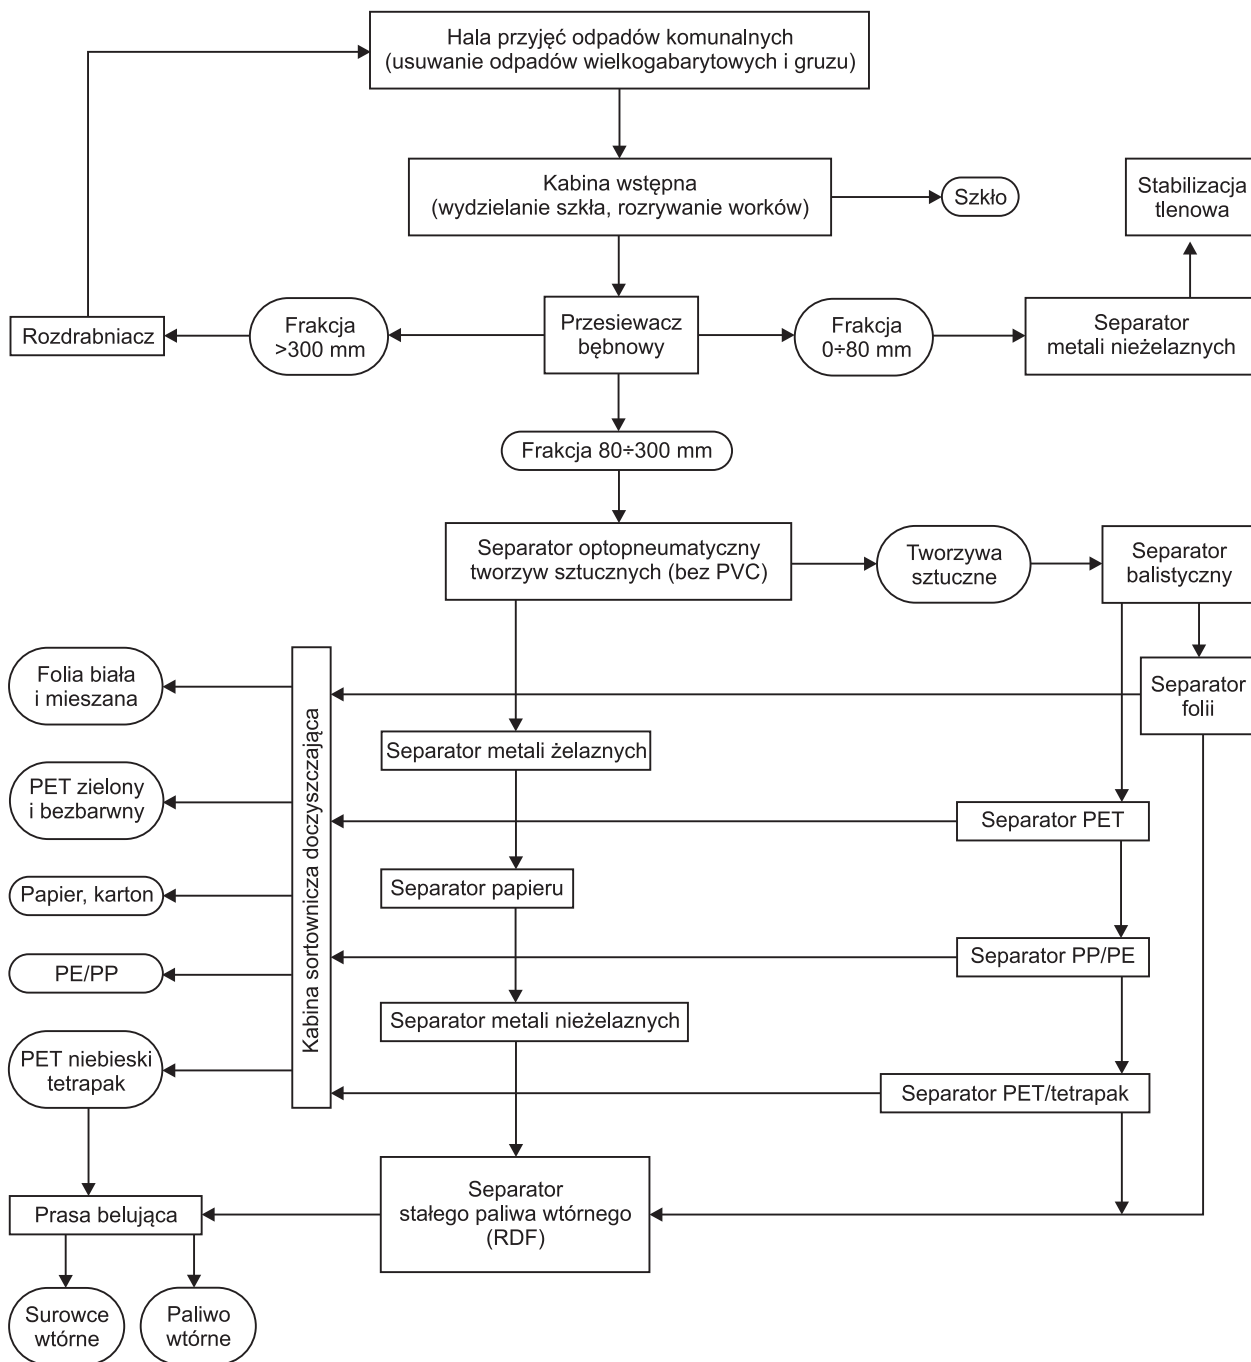 Hala przyjęć odpadów komunalnych
(usuwanie odpadów wielkogabarytowych i gruzu)
Kabina wstępna
(wydzielanie szkła, rozrywanie worków)
Szkło
Stabilizacja
tlenowa
Rozdrabniacz
Frakcja
>300 mm
Przesiewacz
bębnowy
Frakcja
0÷80 mm
Separator
metali nieżelaznych
Frakcja 80÷300 mm
Separator optopneumatyczny
tworzyw sztucznych (bez PVC)
Tworzywa
sztuczne
Separator
balistyczny
Folia biała
i mieszana
Kabina sortownicza doczyszczająca
Separator
folii
Separator metali żelaznych
PET zielony
i bezbarwny
Separator PET
Papier, karton
Separator papieru
PE/PP
Separator PP/PE
Separator metali nieżelaznych
PET niebieski
tetrapak
Separator PET/tetrapak
Prasa belująca
Separator
stałego paliwa wtórnego
(RDF)
Surowce
wtórne
Paliwo
wtórne